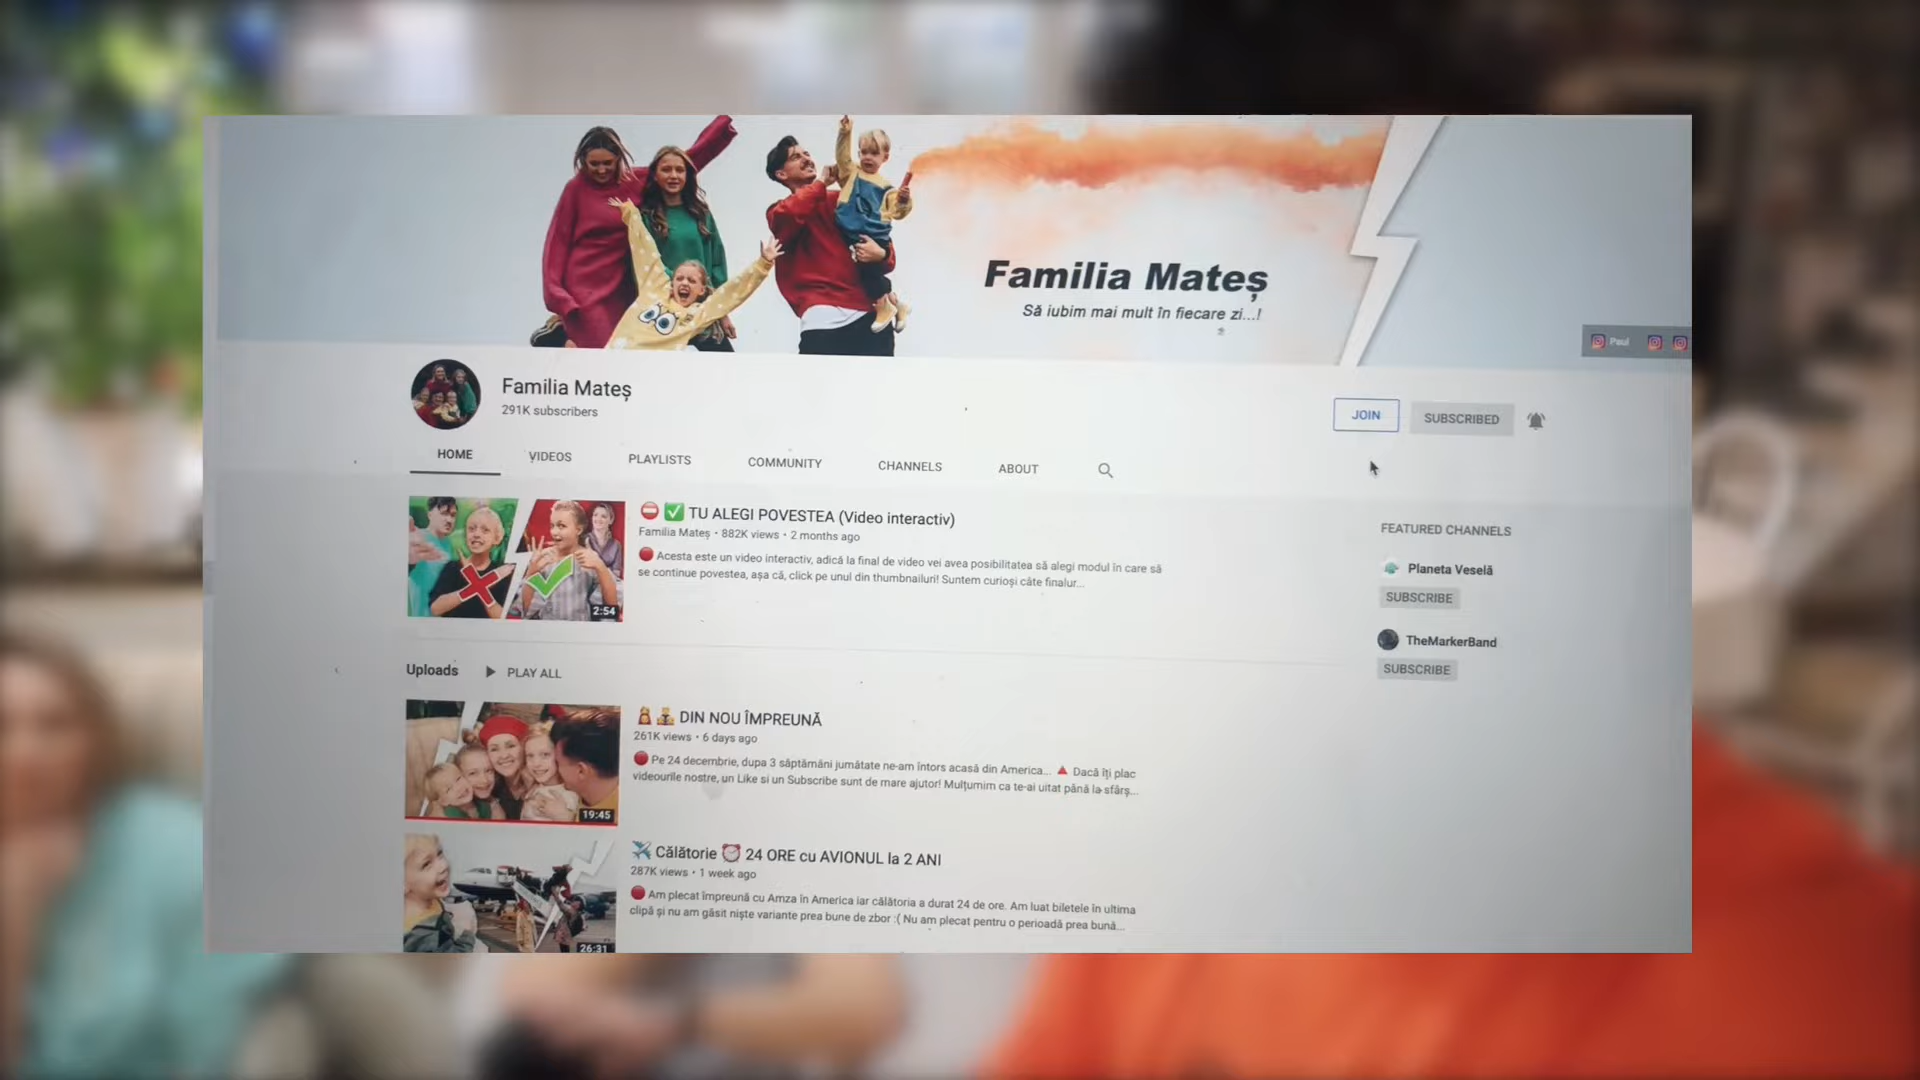 Familia Mateș
Să iubim mai mult în fiecare zi...!
Paul
Familia Mateș
291K subscribers
JOIN
SUBSCRIBED
HOME
VIDEOS
PLAYLISTS
COMMUNITY
CHANNELS
ABOUT
TU ALEGI POVESTEA (Video interactiv)
Familia Mateș • 882K views • 2 months ago
Acesta este un video interactiv, adică la final de video vei avea posibilitatea să alegi modul în care să
se continue povestea, așa că, click pe unul din thumbnailuri! Suntem curioși câte finalur...
2:54
FEATURED CHANNELS
Planeta Veselă
SUBSCRIBE
TheMarkerBand
SUBSCRIBE
Uploads
PLAY ALL
DIN NOU ÎMPREUNĂ
261K views • 6 days ago
Pe 24 decembrie, dupa 3 săptămâni jumătate ne-am întors acasă din America... 🔺 Dacă îți plac
videourile nostre, un Like si un Subscribe sunt de mare ajutor! Mulțumim ca te-ai uitat până la sfârș...
19:45
Călătorie ⏰ 24 ORE cu AVIONUL la 2 ANI
287K views • 1 week ago
Am plecat împreună cu Amza în America iar călătoria a durat 24 de ore. Am luat biletele în ultima
clipă și nu am găsit niște variante prea bune de zbor :( Nu am plecat pentru o perioadă prea bună...
26:31